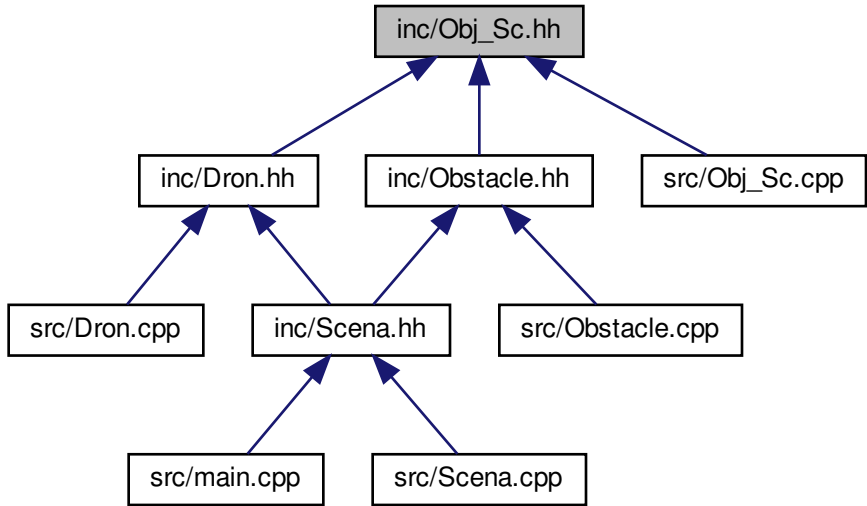 inc/Obj_Sc.hh
inc/Dron.hh
inc/Obstacle.hh
src/Obj_Sc.cpp
src/Dron.cpp
inc/Scena.hh
src/Obstacle.cpp
src/main.cpp
src/Scena.cpp